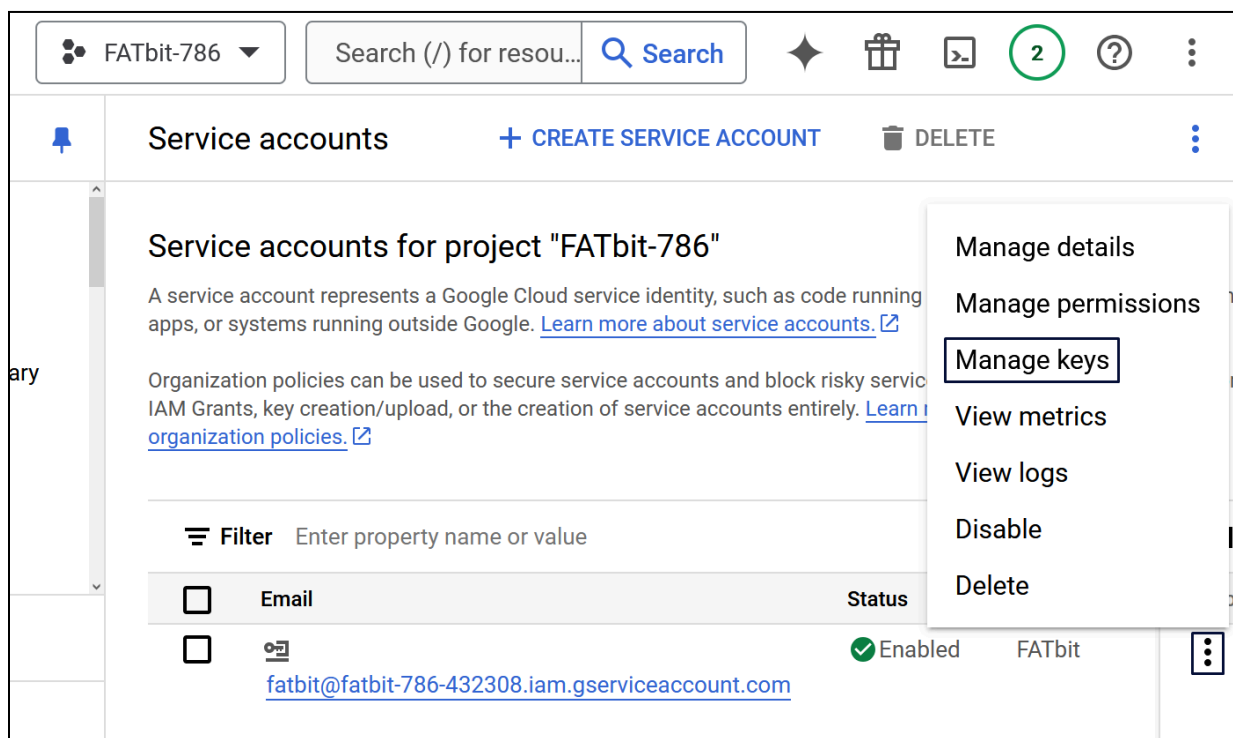 FATbit-786
Search (/) for resou...
Search
2
Service accounts
CREATE SERVICE ACCOUNT
DELETE
Service accounts for project "FATbit-786"
A service account represents a Google Cloud service identity, such as code running
apps, or systems running outside Google. Learn more about service accounts.
ary
Organization policies can be used to secure service accounts and block risky servic
IAM Grants, key creation/upload, or the creation of service accounts entirely. Learn
organization policies.
Manage details
Manage permissions
Manage keys
View metrics
View logs
Disable
Delete
Filter Enter property name or value
Email Status
Enabled FATbit
fatbit@fatbit-786-432308.iam.gserviceaccount.com